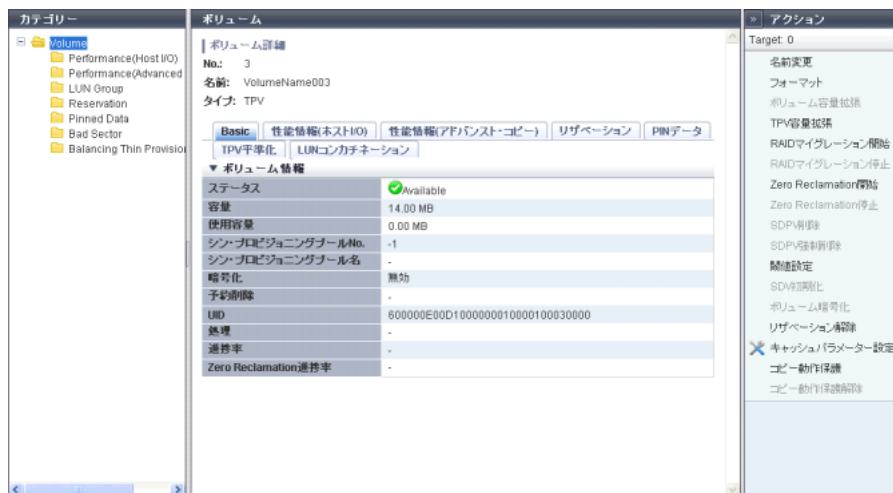 カテゴリー
Volume
Performance(Host I/O)
Performance(Advanced
LUN Group
Reservation
Pinned Data
Bad Sector
Balancing Thin Provision
ボリューム
ボリューム詳細
No.: 3
名前: VolumeName003
タイプ: TPV
Basic 性能情報(ホストI/O) 性能情報(アドバンスト・コピー) リザベーション PINデータ
TPV平準化 LUNコンカチネーション
▼ ボリューム情報
ステータス Available
容量 14.00 MB
使用容量 0.00 MB
シン・プロビジョニングプールNo. -1
シン・プロビジョニングプール名 -
暗号化 無効
予約削除 -
UID 600000E00D1000000010000100030000
処理 -
進捗率 -
Zero Reclamation進捗率 -
» アクション
Target: 0
名前変更
フォーマット
ボリューム容量拡張
TPV容量拡張
RAIDマイグレーション開始
RAIDマイグレーション停止
Zero Reclamation開始
Zero Reclamation停止
SDPV削除
SDPV強制削除
閾値設定
SDV初期化
ボリューム暗号化
リザベーション解除
キャッシュパラメーター設定
コピー動作保護
コピー動作保護解除